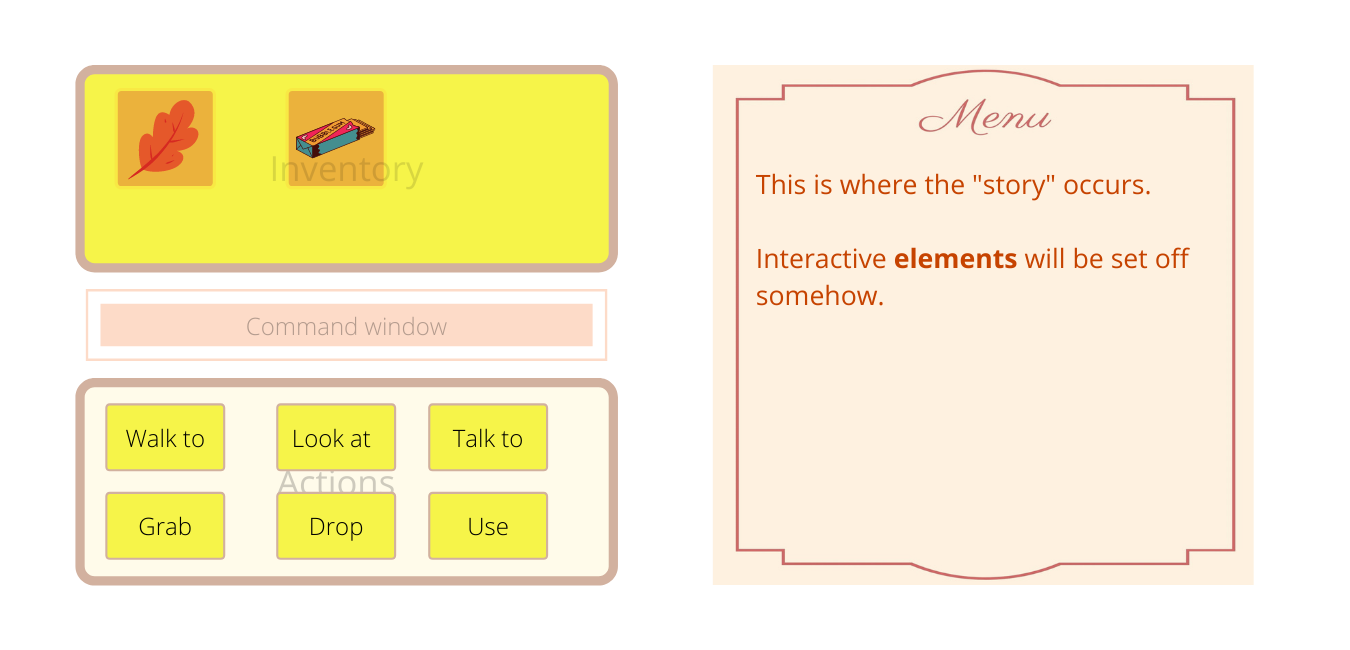 Inventory
Command window
Walk to
Look at
Talk to
Actions
Grab
Drop
Use
Menu
This is where the "story" occurs.
Interactive elements will be set off
somehow.